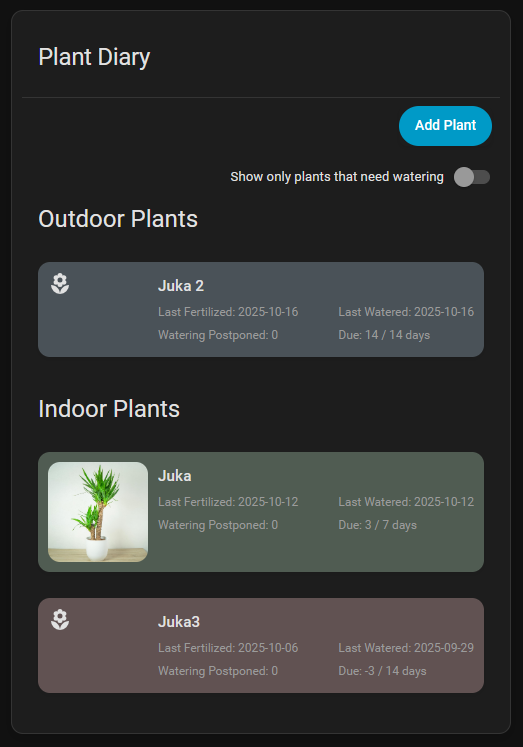 Plant Diary
Add Plant
Show only plants that need watering
Outdoor Plants
Juka 2
Last Fertilized: 2025-10-16 Last Watered: 2025-10-16
Watering Postponed: 0 Due: 14 / 14 days
Indoor Plants
Juka
Last Fertilized: 2025-10-12 Last Watered: 2025-10-12
Watering Postponed: 0 Due: 3 / 7 days
Juka3
Last Fertilized: 2025-10-06 Last Watered: 2025-09-29
Watering Postponed: 0 Due: -3 / 14 days